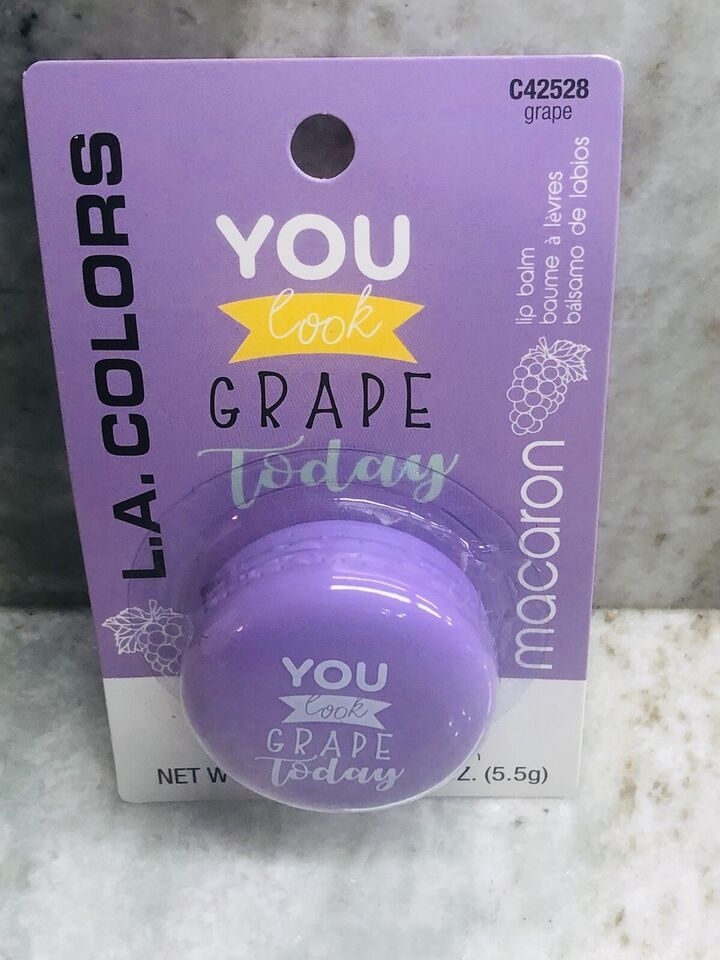 C42528
grape
L.A. COLORS
YOU
look
GRAPE
Today
lip balm
baume à lèvres
bálsamo de labios
macaron
YOU
look
GRAPE
Today
NET Z. (5.5g)